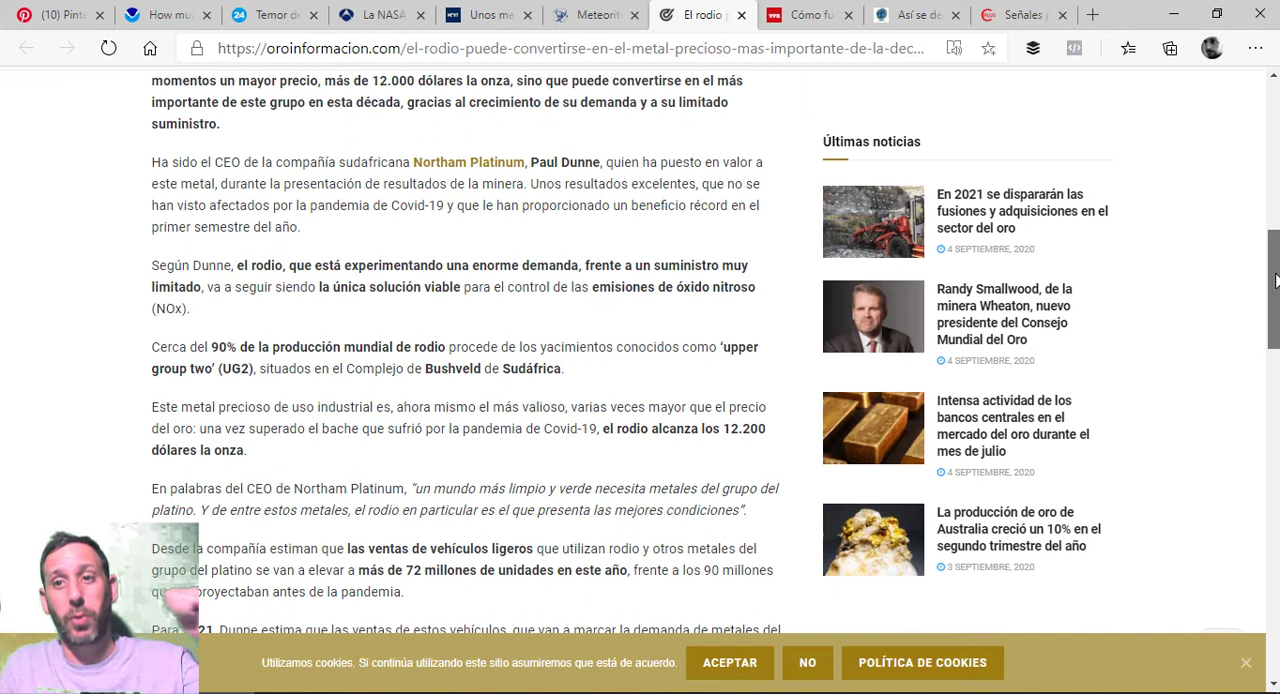 (10) Pinte
How muc
Temor de
La NASA
Unos me
Meteorit
El rodio p
Cómo fu
Así se de
Señales p
https://oroinformacion.com/el-rodio-puede-convertirse-en-el-metal-precioso-mas-importante-de-la-dec...
momentos un mayor precio, más de 12.000 dólares la onza, sino que puede convertirse en el más
importante de este grupo en esta década, gracias al crecimiento de su demanda y a su limitado
suministro.
Ha sido el CEO de la compañía sudafricana Northam Platinum, Paul Dunne, quien ha puesto en valor a
este metal, durante la presentación de resultados de la minera. Unos resultados excelentes, que no se
han visto afectados por la pandemia de Covid-19 y que le han proporcionado un beneficio récord en el
primer semestre del año.
Según Dunne, el rodio, que está experimentando una enorme demanda, frente a un suministro muy
limitado, va a seguir siendo la única solución viable para el control de las emisiones de óxido nitroso
(NOx).
Cerca del 90% de la producción mundial de rodio procede de los yacimientos conocidos como ‘upper
group two’ (UG2), situados en el Complejo de Bushveld de Sudáfrica.
Este metal precioso de uso industrial es, ahora mismo el más valioso, varias veces mayor que el precio
del oro: una vez superado el bache que sufrió por la pandemia de Covid-19, el rodio alcanza los 12.200
dólares la onza.
En palabras del CEO de Northam Platinum, “un mundo más limpio y verde necesita metales del grupo del
platino. Y de entre estos metales, el rodio en particular es el que presenta las mejores condiciones”.
Desde la compañía estiman que las ventas de vehículos ligeros que utilizan rodio y otros metales del
grupo del platino se van a elevar a más de 72 millones de unidades en este año, frente a los 90 millones
proyectaban antes de la pandemia.
Para Dunne estima que las ventas de estos vehículos, que van a marcar la demanda de metales del
Últimas noticias
En 2021 se dispararán las
fusiones y adquisiciones en el
sector del oro
4 SEPTIEMBRE, 2020
Randy Smallwood, de la
minera Wheaton, nuevo
presidente del Consejo
Mundial del Oro
4 SEPTIEMBRE, 2020
Intensa actividad de los
bancos centrales en el
mercado del oro durante el
mes de julio
4 SEPTIEMBRE, 2020
La producción de oro de
Australia creció un 10% en el
segundo trimestre del año
3 SEPTIEMBRE, 2020
Utilizamos cookies. Si continúa utilizando este sitio asumiremos que está de acuerdo.
ACEPTAR
NO
POLÍTICA DE COOKIES